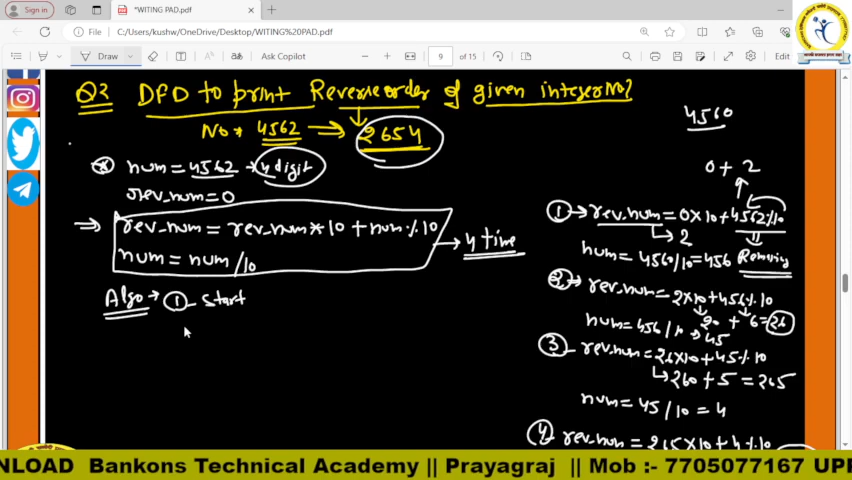 Sign in
*WITING PAD.pdf
File
C:/Users/kushw/OneDrive/Desktop/WITING%20PAD.pdf
Draw
Ask Copilot
9 of 15
Edit
Q2 DFD to print Reverse order of given integer No?
No = 4562 ⇒ 2654
num = 4562 → 4 digit
rev_num = 0
⇒ rev_num = rev_num * 10 + num % 10
num = num / 10
→ 4 time
Algo → ① Start
4560
0 + 2
① → rev_num = 0×10 + 4562 % 10
→ 2
num = 4560/10 = 456
② → rev_num = 2×10 + 456 % 10
20 + 6 = 26
num = 456/10 → 45
③ - rev_num = 26×10 + 45 % 10
→ 260 + 5 = 265
num = 45/10 = 4
④ rev_num = 265×10 + 4 % 10
NLOAD Bankons Technical Academy || Prayagraj || Mob :- 7705077167 UPP